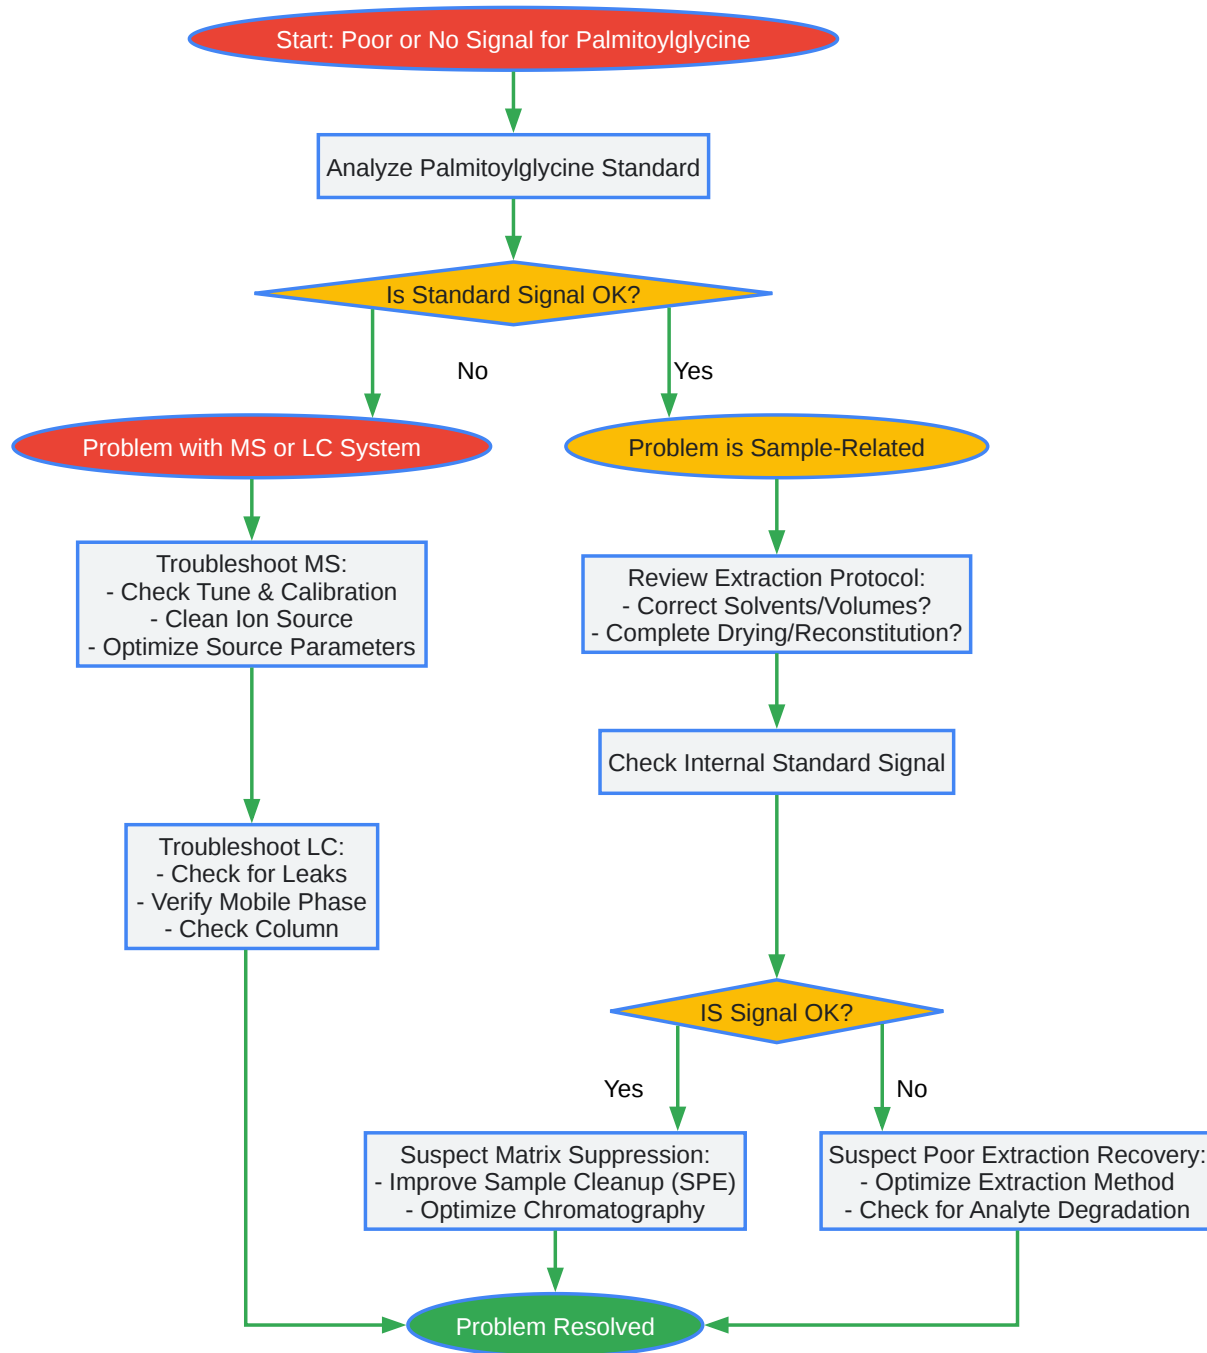 Start: Poor or No Signal for Palmitoylglycine
Analyze Palmitoylglycine Standard
Is Standard Signal OK?
No
Yes
Problem with MS or LC System
Problem is Sample-Related
Troubleshoot MS:
- Check Tune & Calibration
- Clean Ion Source
- Optimize Source Parameters
Review Extraction Protocol:
- Correct Solvents/Volumes?
- Complete Drying/Reconstitution?
Check Internal Standard Signal
Troubleshoot LC:
- Check for Leaks
- Verify Mobile Phase
- Check Column
IS Signal OK?
Yes
No
Suspect Matrix Suppression:
- Improve Sample Cleanup (SPE)
- Optimize Chromatography
Suspect Poor Extraction Recovery:
- Optimize Extraction Method
- Check for Analyte Degradation
Problem Resolved